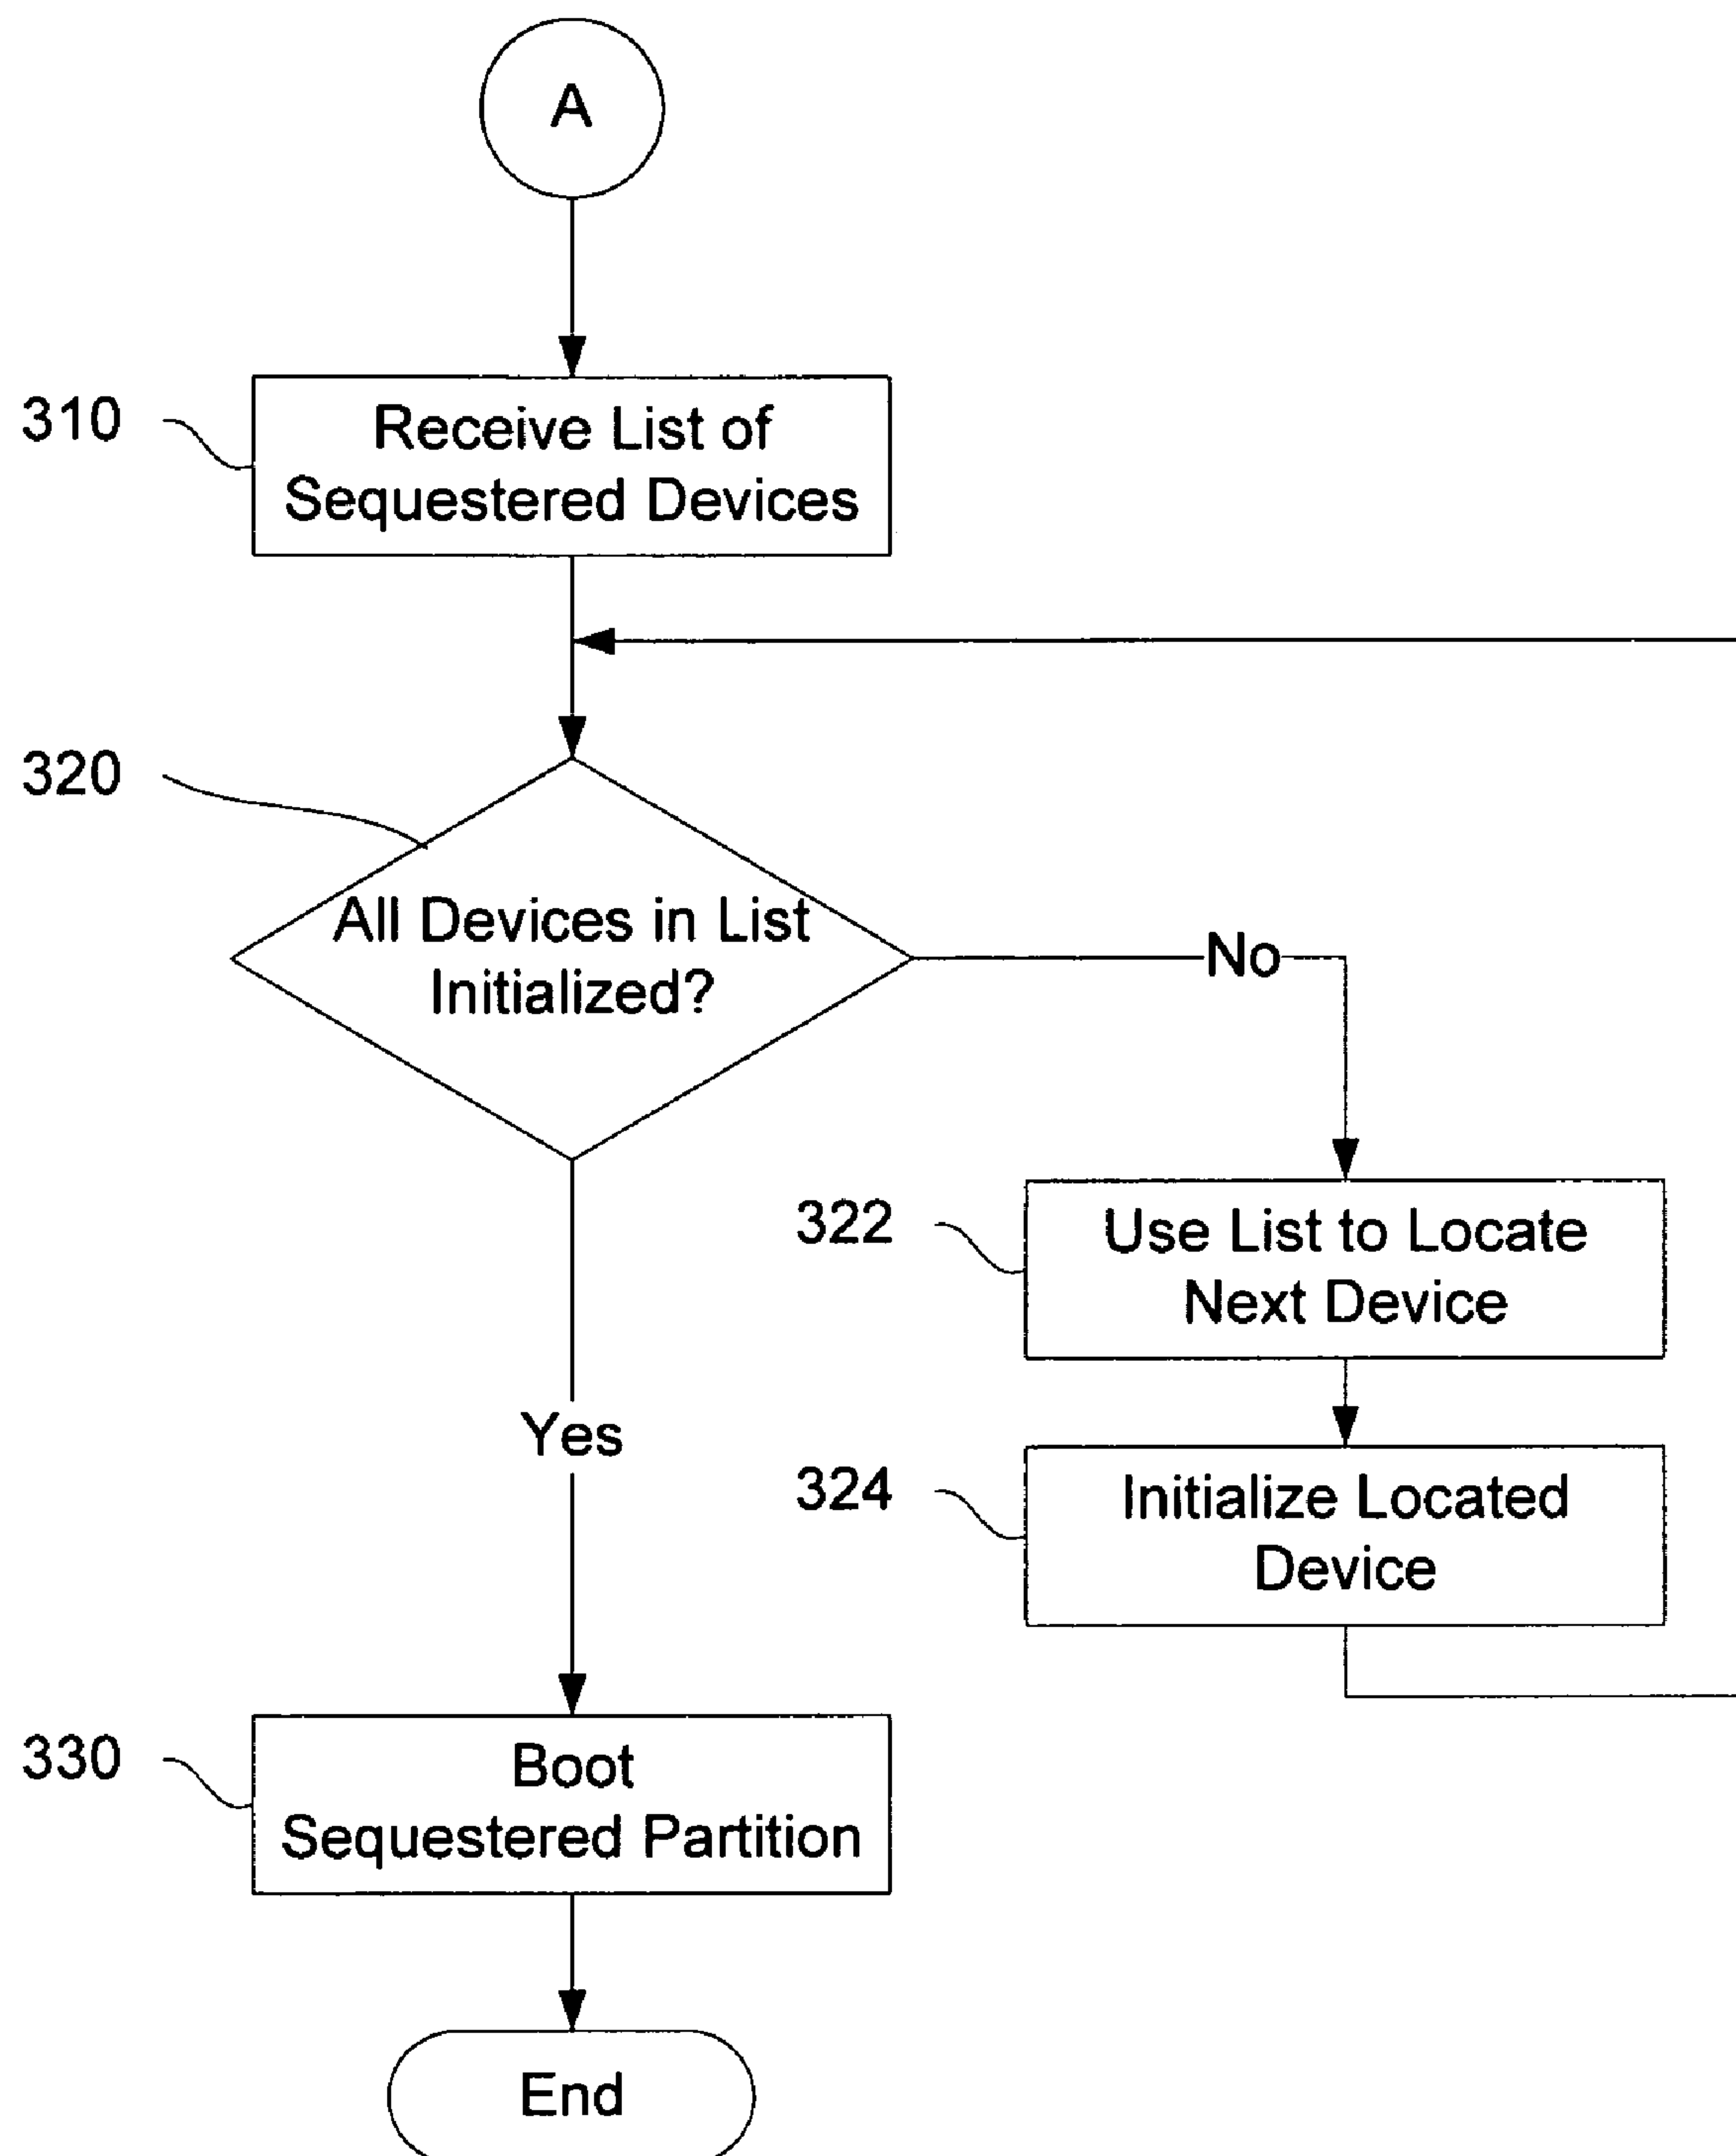 A
310
Receive List of
Sequestered Devices
320
All Devices in List
Initialized?
No
322
Use List to Locate
Next Device
324
Initialize Located
Device
Yes
330
Boot
Sequestered Partition
End